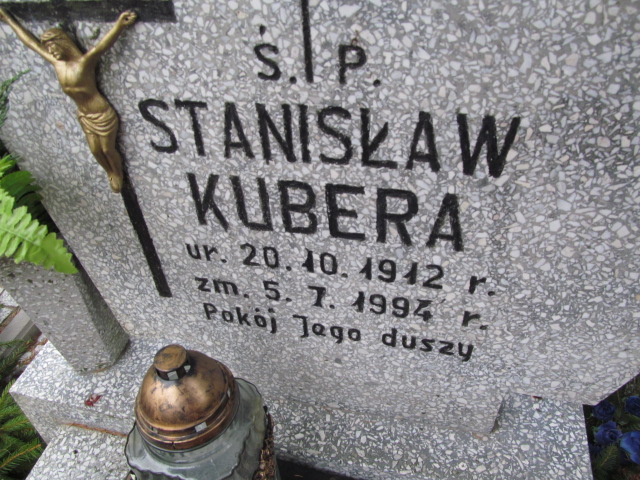 Ś. P.
STANISŁAW
KUBERA
ur. 20. 10. 1912 r.
zm. 5. 7. 1994 r.
Pokój Jego duszy